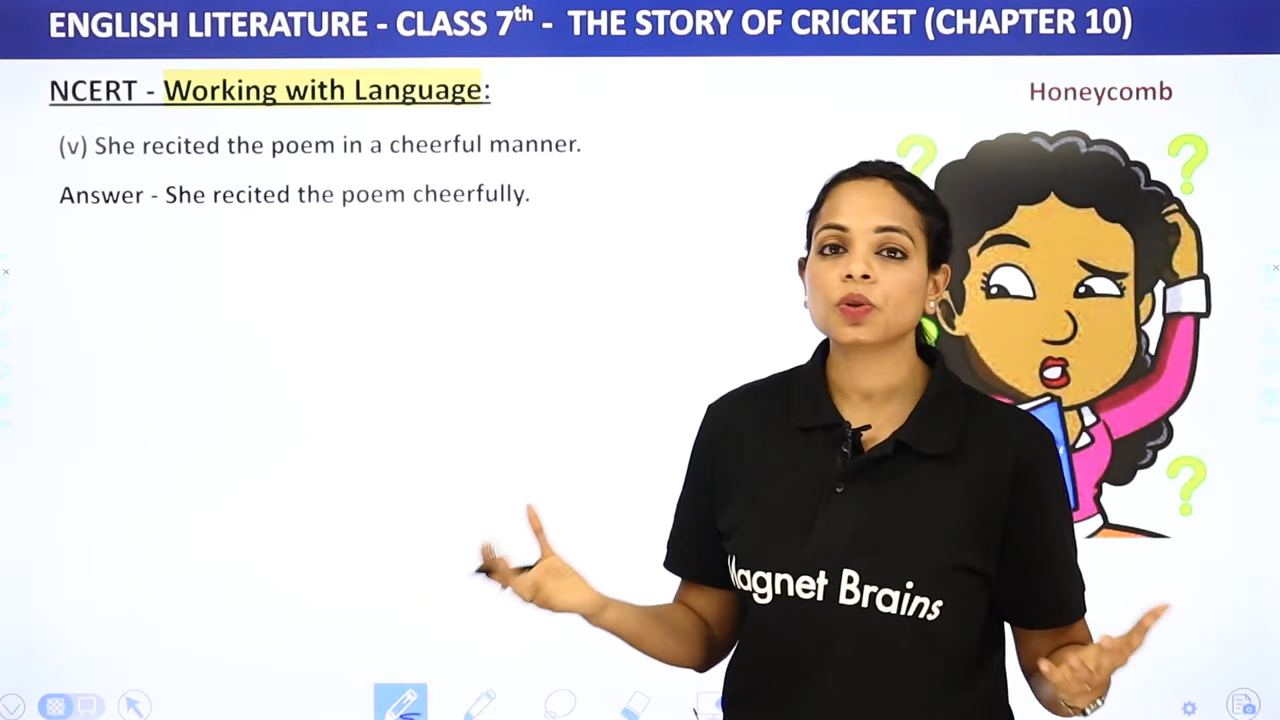 ENGLISH LITERATURE - CLASS 7th - THE STORY OF CRICKET (CHAPTER 10)
NCERT - Working with Language:
Honeycomb
(v) She recited the poem in a cheerful manner.
Answer - She recited the poem cheerfully.
Magnet Brains